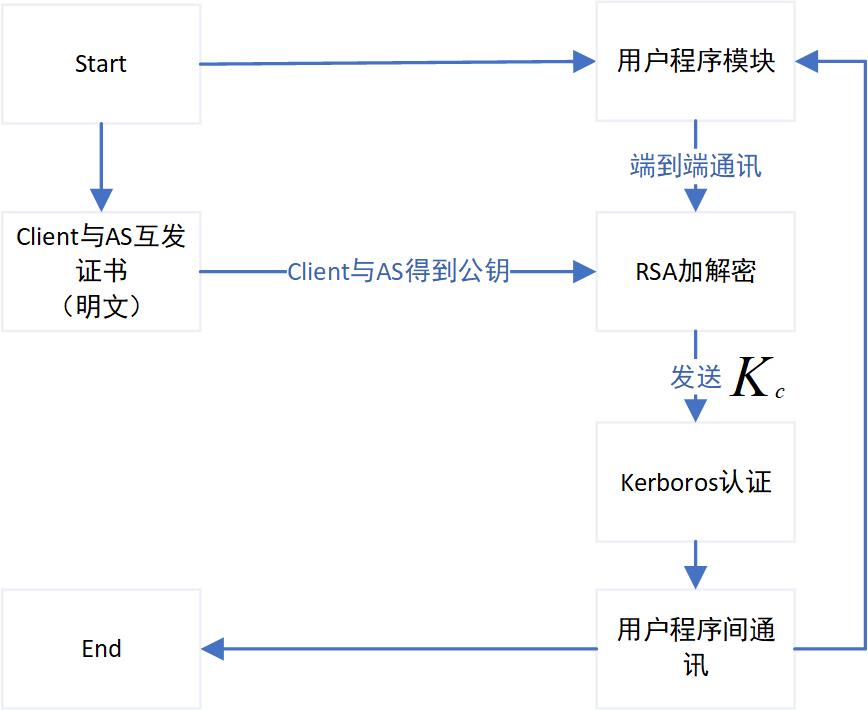 Start
用户程序模块
端到端通讯
Client与AS互发
证书
（明文）
Client与AS得到公钥
RSA加解密
发送 Kc
Kerboros认证
End
用户程序间通
讯